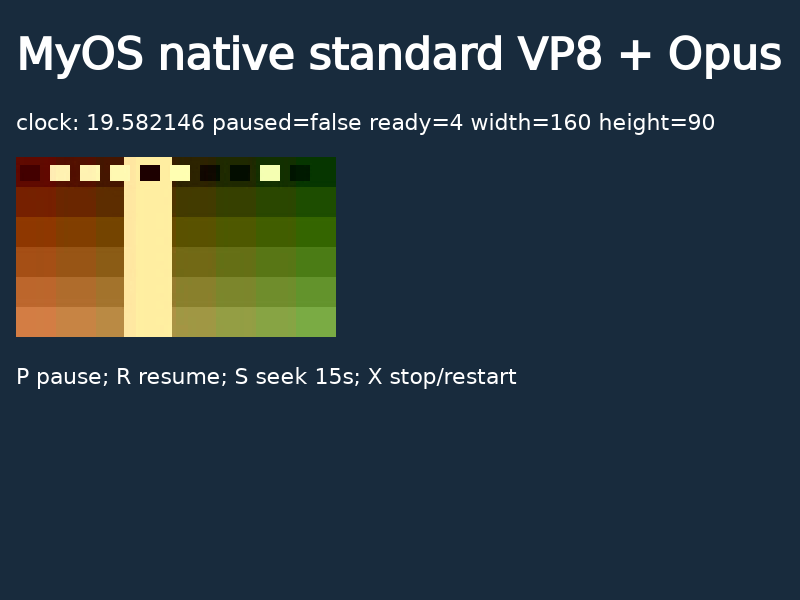 MyOS native standard VP8 + Opus
clock: 19.582146 paused=false ready=4 width=160 height=90
P pause; R resume; S seek 15s; X stop/restart